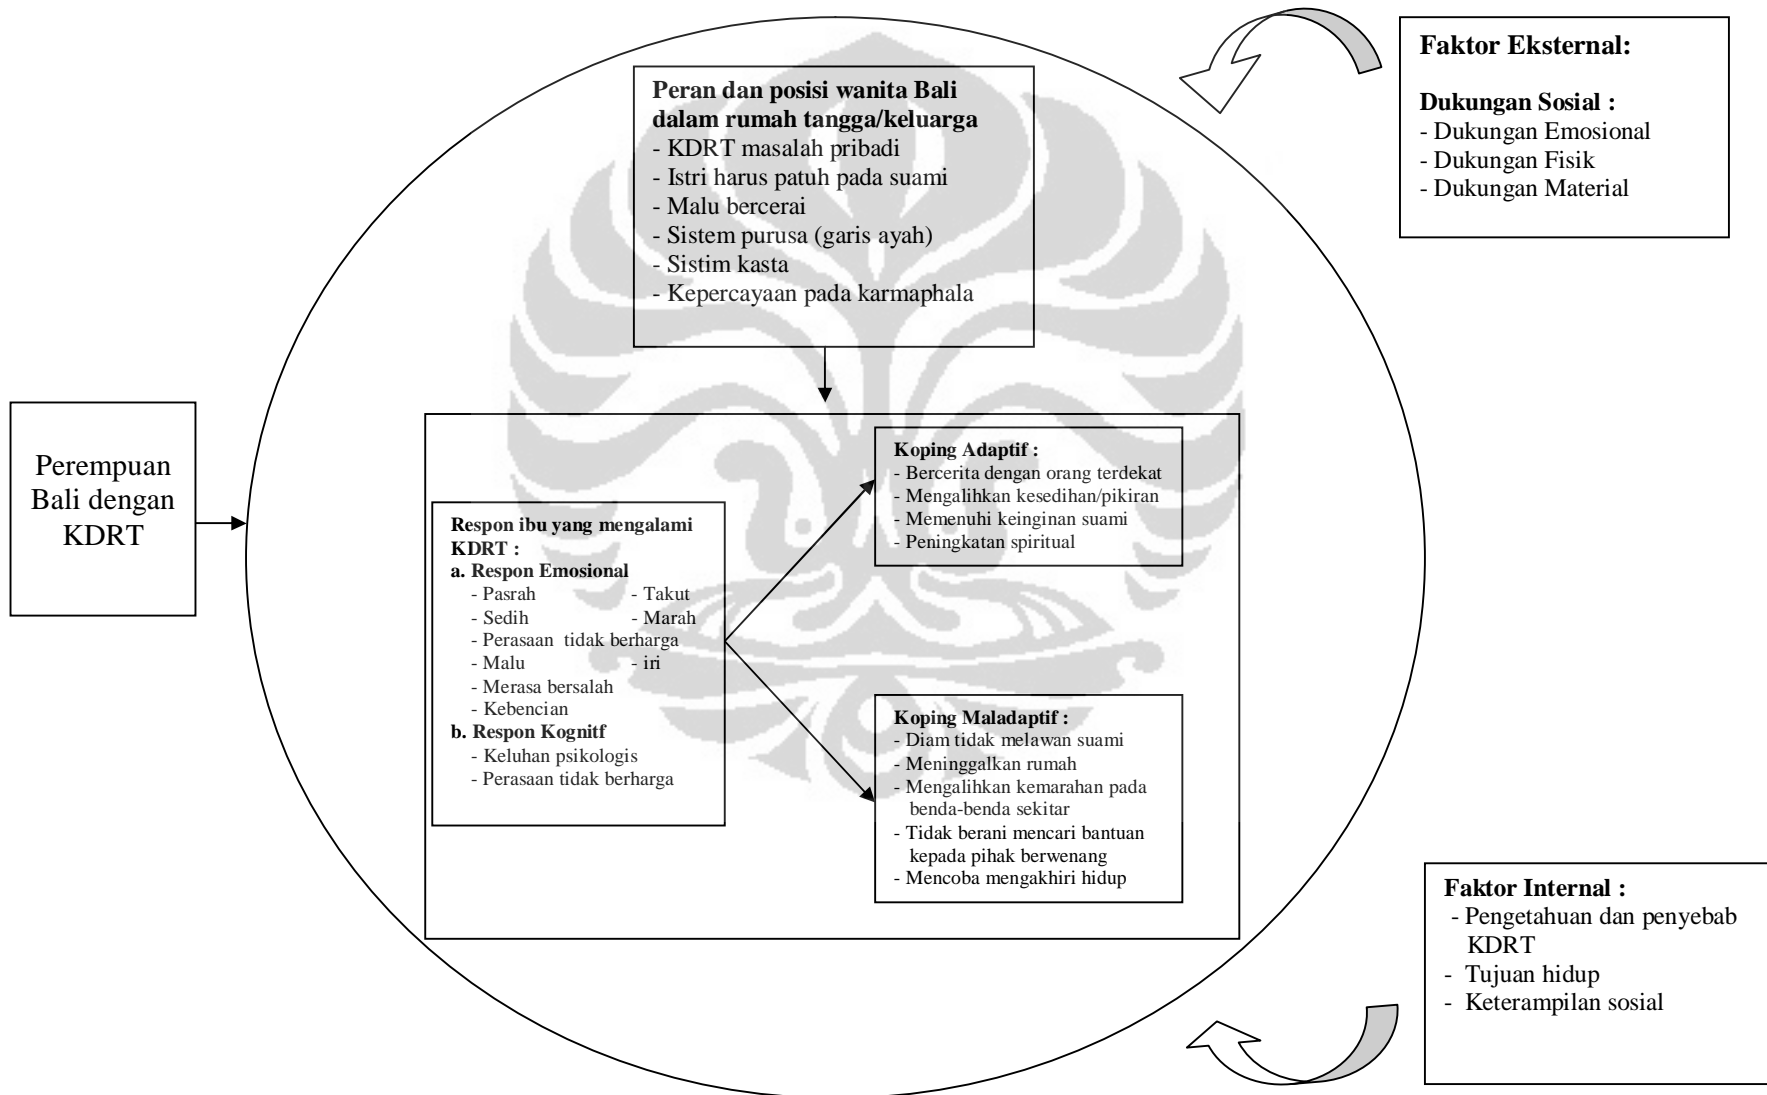 Perempuan
Bali dengan
KDRT
Peran dan posisi wanita Bali
dalam rumah tangga/keluarga
- KDRT masalah pribadi
- Istri harus patuh pada suami
- Malu bercerai
- Sistem purusa (garis ayah)
- Sistim kasta
- Kepercayaan pada karmaphala
Respon ibu yang mengalami
KDRT :
a. Respon Emosional
- Pasrah - Takut
- Sedih - Marah
- Perasaan tidak berharga
- Malu - iri
- Merasa bersalah
- Kebencian
b. Respon Kognitf
- Keluhan psikologis
- Perasaan tidak berharga
Koping Adaptif :
- Bercerita dengan orang terdekat
- Mengalihkan kesedihan/pikiran
- Memenuhi keinginan suami
- Peningkatan spiritual
Koping Maladaptif :
- Diam tidak melawan suami
- Meninggalkan rumah
- Mengalihkan kemarahan pada
benda-benda sekitar
- Tidak berani mencari bantuan
kepada pihak berwenang
- Mencoba mengakhiri hidup
Faktor Eksternal:
Dukungan Sosial :
- Dukungan Emosional
- Dukungan Fisik
- Dukungan Material
Faktor Internal :
- Pengetahuan dan penyebab
KDRT
- Tujuan hidup
- Keterampilan sosial